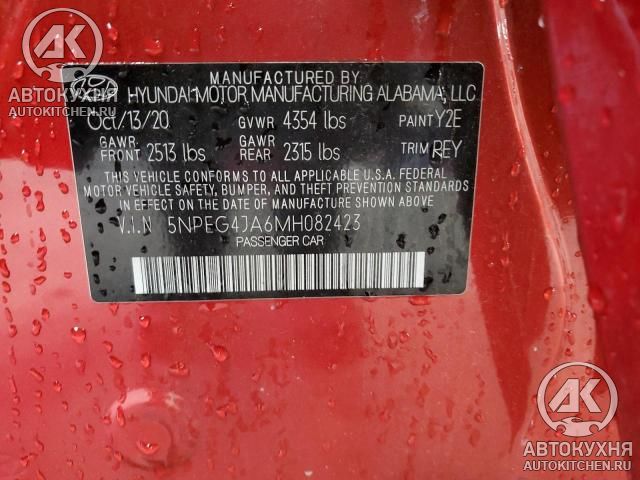 АК
АВТОКУХНЯ
AUTOKITCHEN.RU
MANUFACTURED BY
HYUNDAI MOTOR MANUFACTURING ALABAMA, LLC.
Oct/13/20 GVWR 4354 lbs PAINT Y2E
GAWR: FRONT 2513 lbs GAWR REAR 2315 lbs TRIM REY
THIS VEHICLE CONFORMS TO ALL APPLICABLE U.S.A. FEDERAL
MOTOR VEHICLE SAFETY, BUMPER, AND THEFT PREVENTION STANDARDS
IN EFFECT ON THE DATE OF MANUFACTURE SHOWN ABOVE
V.I.N 5NPEG4JA6MH082423
PASSENGER CAR
АК
АВТОКУХНЯ
AUTOKITCHEN.RU